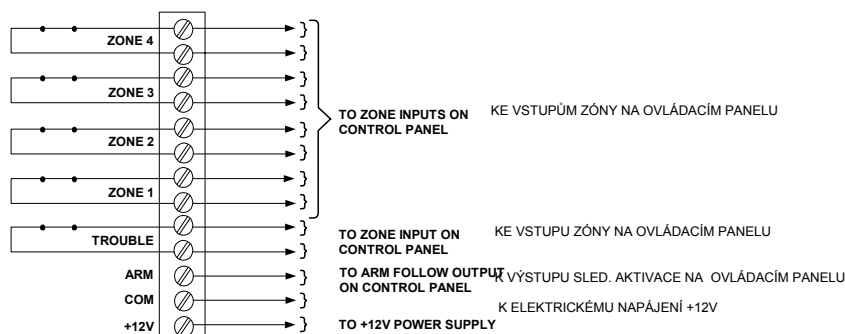 ZONE 4
ZONE 3
ZONE 2
ZONE 1
TROUBLE
ARM
COM
+12V
TO ZONE INPUTS ON
CONTROL PANEL
KE VSTUPŮM ZÓNY NA OVLÁDACÍM PANELU
TO ZONE INPUT ON
CONTROL PANEL
KE VSTUPU ZÓNY NA OVLÁDACÍM PANELU
TO ARM FOLLOW OUTPUT
ON CONTROL PANEL
K VÝSTUPU SLED. AKTIVACE NA OVLÁDACÍM PANELU
K ELEKTRICKÉMU NAPÁJENÍ +12V
TO +12V POWER SUPPLY